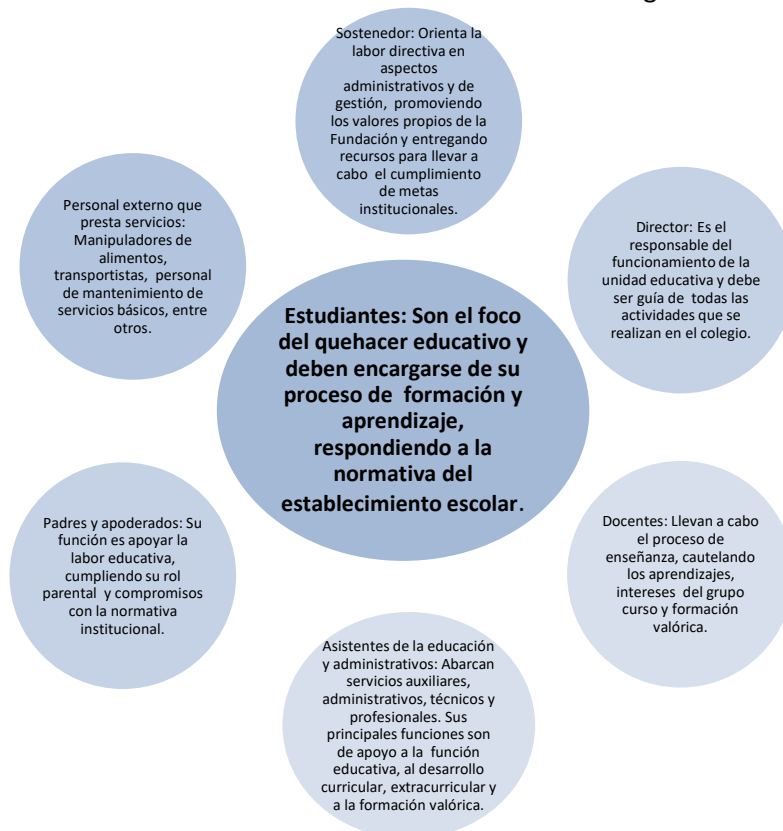 g
Sostenedor: Orienta la
labor directiva en
aspectos
administrativos y de
gestión, promoviendo
los valores propios de la
Fundación y entregando
recursos para llevar a
cabo el cumplimiento
de metas
institucionales.
Director: Es el
responsable del
funcionamiento de la
unidad educativa y debe
ser guía de todas las
actividades que se
realizan en el colegio.
Docentes: Llevan a cabo
el proceso de
enseñanza, cautelando
los aprendizajes,
intereses del grupo
curso y formación
valórica.
Asistentes de la educación
y administrativos: Abarcan
servicios auxiliares,
administrativos, técnicos y
profesionales. Sus
principales funciones son
de apoyo a la función
educativa, al desarrollo
curricular, extracurricular y
a la formación valórica.
Padres y apoderados: Su
función es apoyar la
labor educativa,
cumpliendo su rol
parental y compromisos
con la normativa
institucional.
Personal externo que
presta servicios:
Manipuladores de
alimentos,
transportistas, personal
de mantenimiento de
servicios básicos, entre
otros.
Estudiantes: Son el foco
del quehacer educativo y
deben encargarse de su
proceso de formación y
aprendizaje,
respondiendo a la
normativa del
establecimiento escolar.